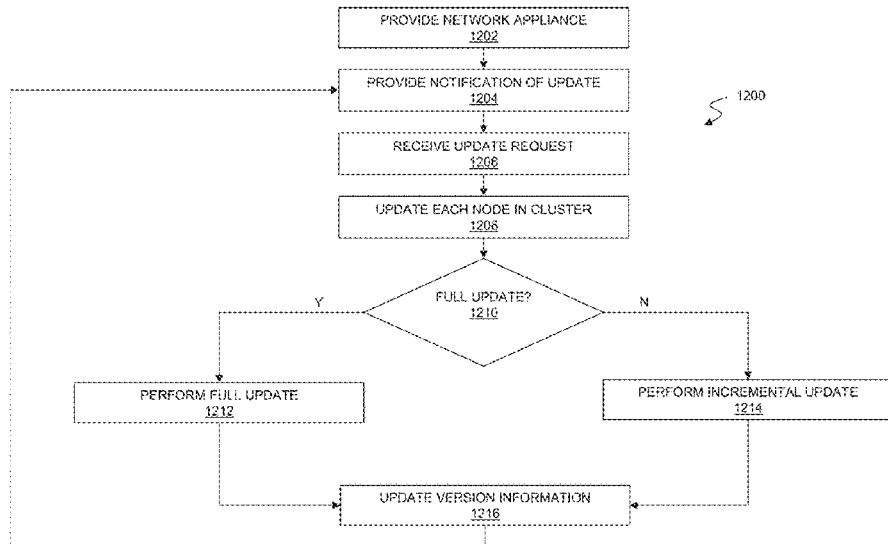 PROVIDE NETWORK APPLIANCE
1202
PROVIDE NOTIFICATION OF UPDATE
1204
1200
RECEIVE UPDATE REQUEST
1206
UPDATE EACH NODE IN CLUSTER
1208
FULL UPDATE?
1210
Y
N
PERFORM FULL UPDATE
1212
PERFORM INCREMENTAL UPDATE
1214
UPDATE VERSION INFORMATION
1216